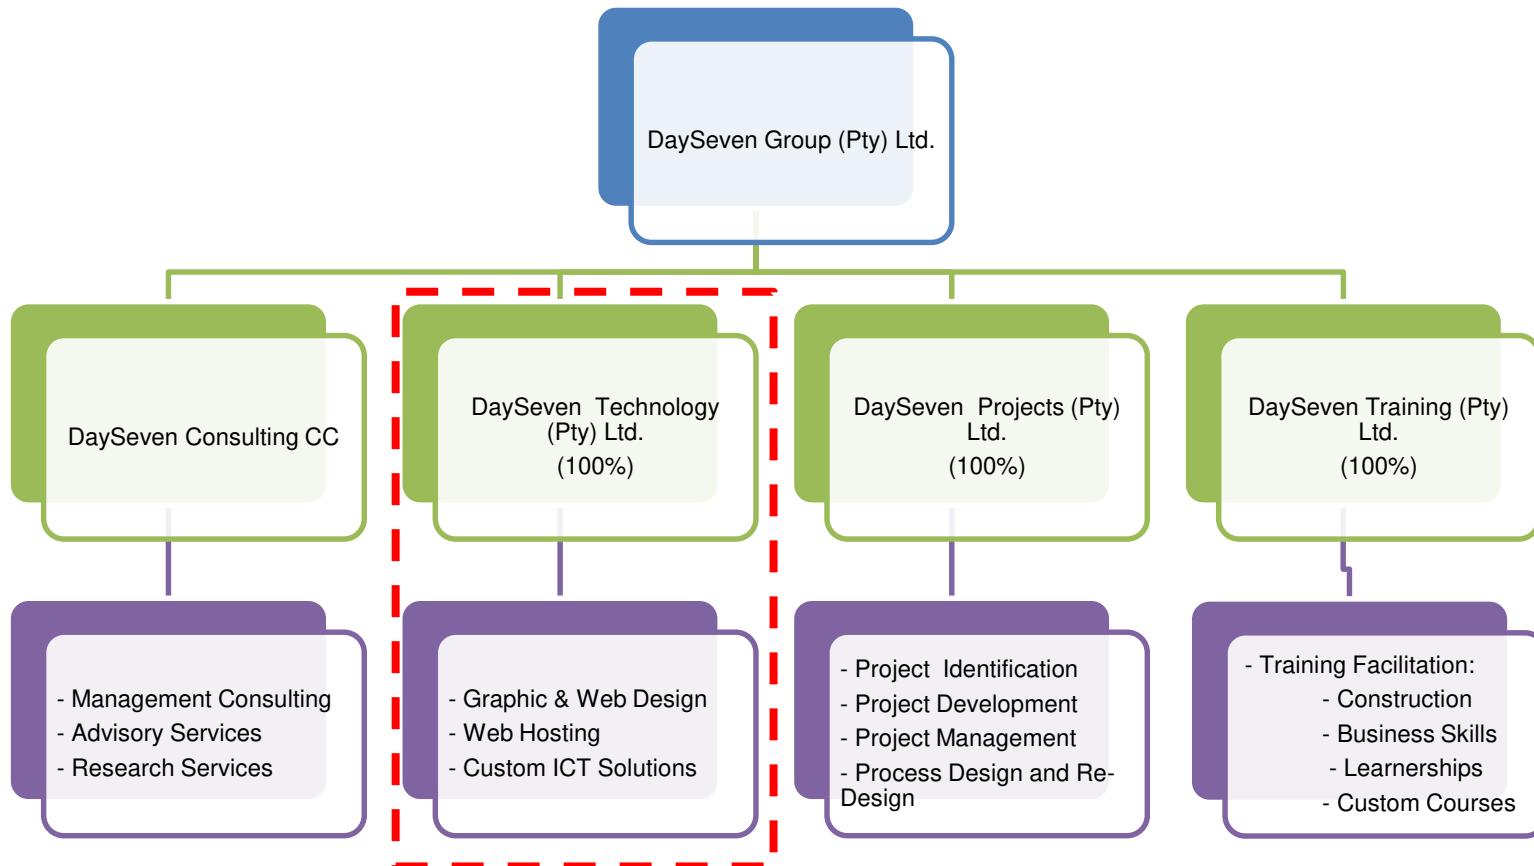 DaySeven Group (Pty) Ltd.
DaySeven Consulting CC
DaySeven Technology
(Pty) Ltd.
(100%)
DaySeven Projects (Pty)
Ltd.
(100%)
DaySeven Training (Pty)
Ltd.
(100%)
- Management Consulting
- Advisory Services
- Research Services
- Graphic & Web Design
- Web Hosting
- Custom ICT Solutions
- Project Identification
- Project Development
- Project Management
- Process Design and Re-
Design
- Training Facilitation:
- Construction
- Business Skills
- Learnerships
- Custom Courses